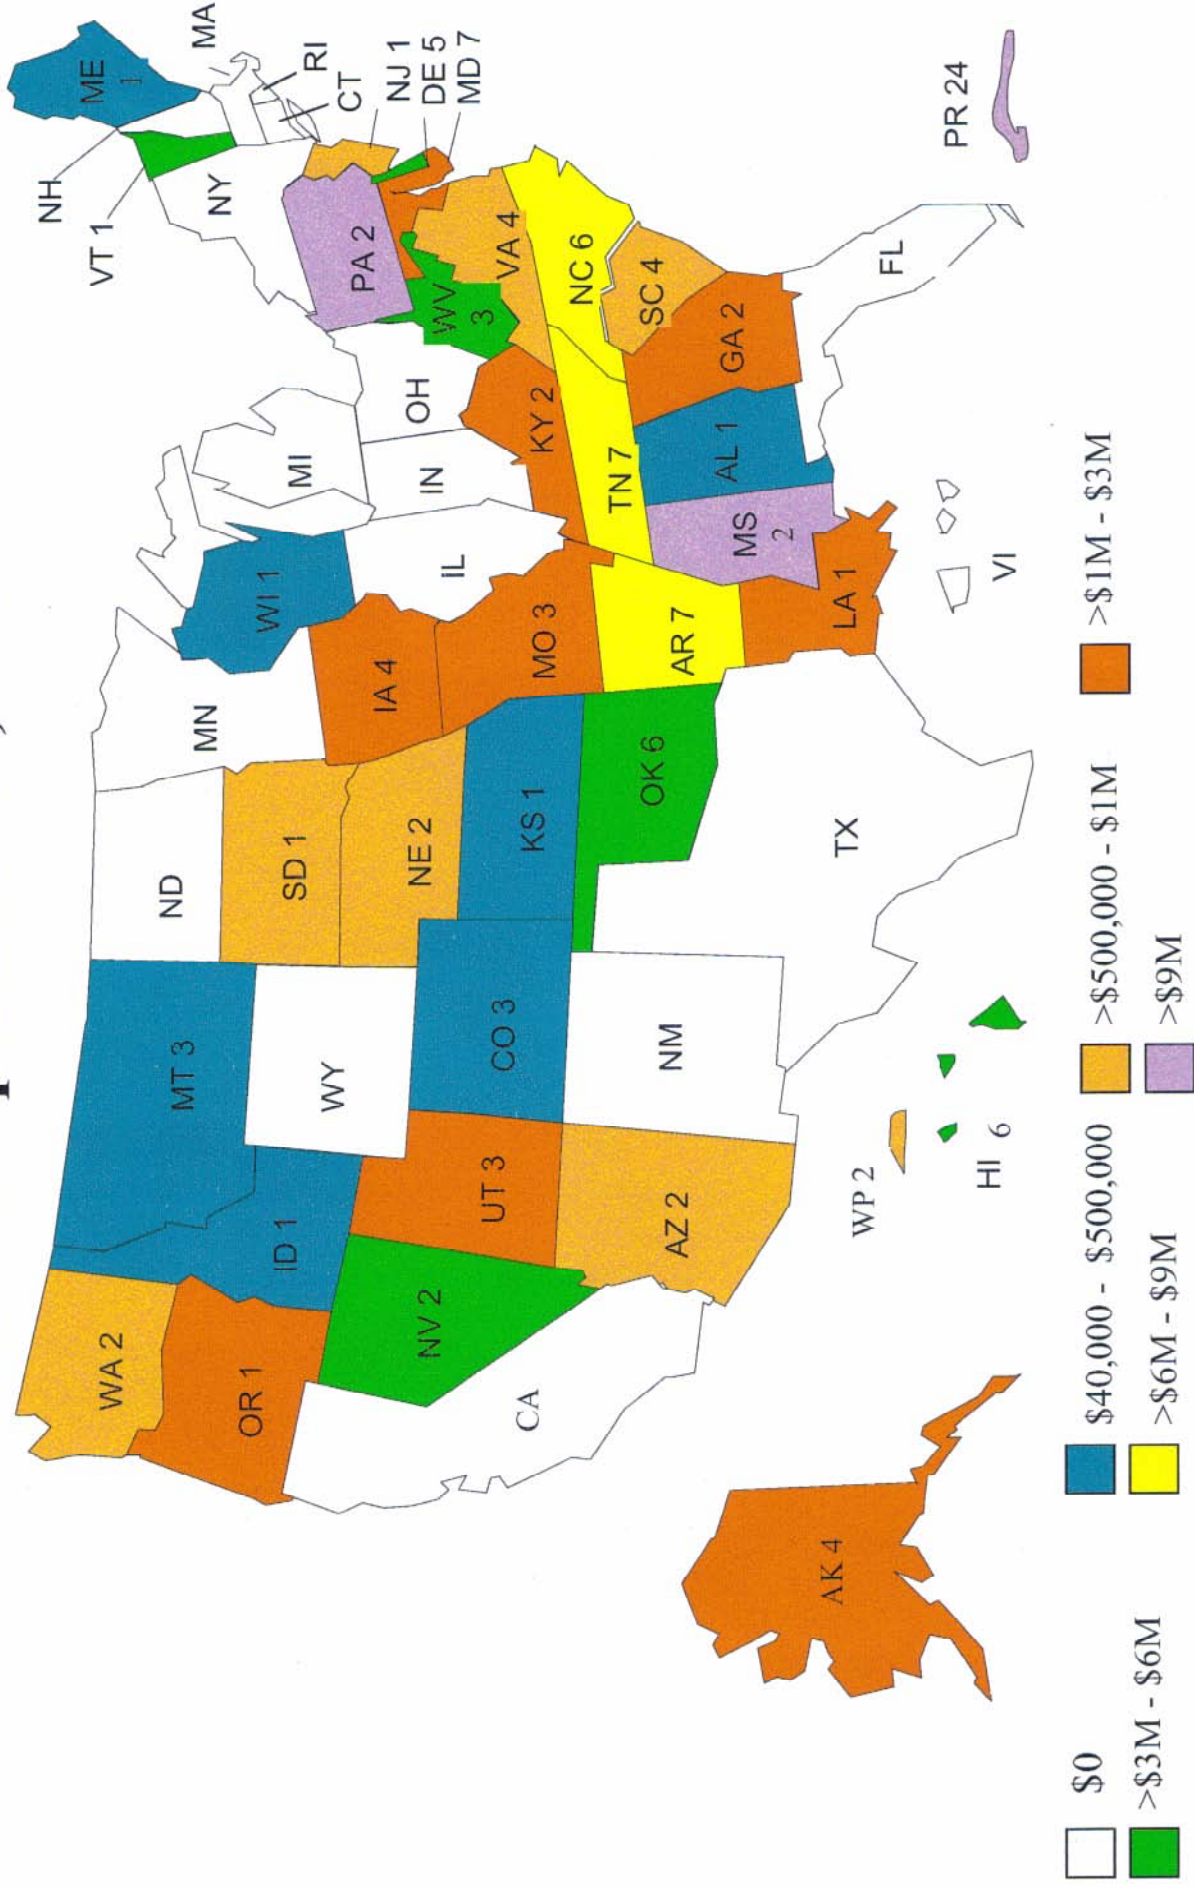 WA 2
OR 1
CA
NV 2
ID 1
MT 3
WY
UT 3
AZ 2
CO 3
NM
ND
SD 1
NE 2
KS 1
OK 6
TX
MN
IA 4
MO 3
AR 7
LA 1
WI 1
IL
MI
IN
OH
KY 2
TN 7
MS
2
AL 1
GA 2
FL
SC 4
NC 6
VA 4
WV
3
PA 2
NY
VT 1
NH
ME
1
MA
RI
CT
NJ 1
DE 5
MD 7
AK 4
WP 2
HI 6
VI
PR 24
$0
$40,000 - $500,000
>$500,000 - $1M
>$1M - $3M
>$3M - $6M
>$6M - $9M
>$9M